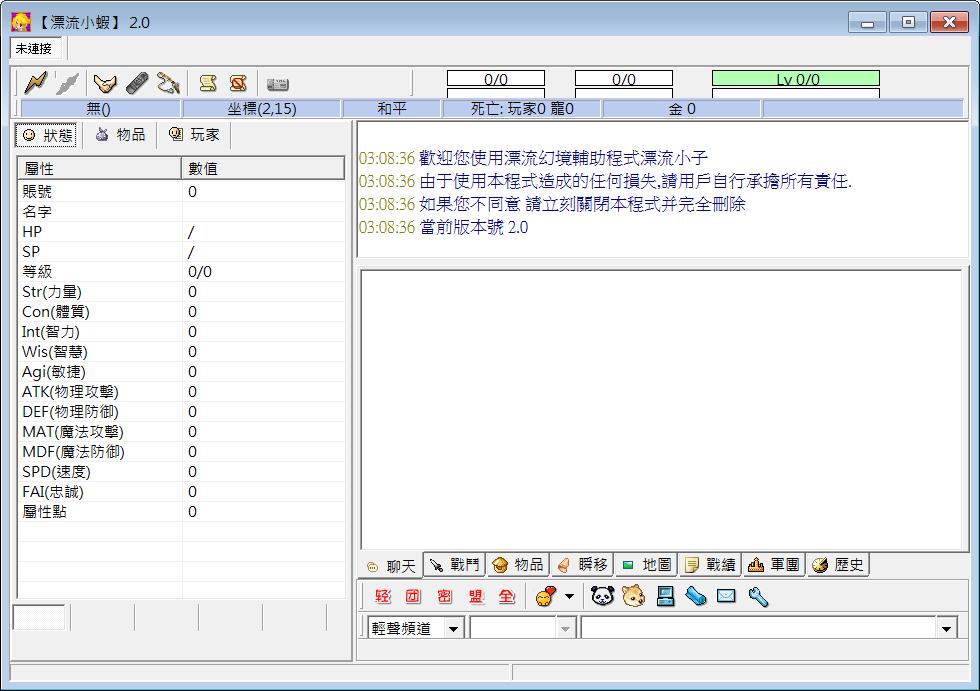 【漂流小蝦】 2.0
未連接
0/0 0/0 Lv 0/0
無() 坐標(2,15) 和平 死亡: 玩家0 寵0 金 0
狀態 物品 玩家
屬性 數值
賬號 0
名字
HP /
SP /
等級 0/0
Str(力量) 0
Con(體質) 0
Int(智力) 0
Wis(智慧) 0
Agi(敏捷) 0
ATK(物理攻擊) 0
DEF(物理防御) 0
MAT(魔法攻擊) 0
MDF(魔法防御) 0
SPD(速度) 0
FAI(忠誠) 0
屬性點 0
03:08:36 歡迎您使用漂流幻境輔助程式漂流小子
03:08:36 由于使用本程式造成的任何損失,請用戶自行承擔所有責任.
03:08:36 如果您不同意 請立刻關閉本程式并完全刪除
03:08:36 當前版本號 2.0
聊天 戰鬥 物品 瞬移 地圖 戰績 軍團 歷史
轻 团 密 盟 全
輕聲頻道